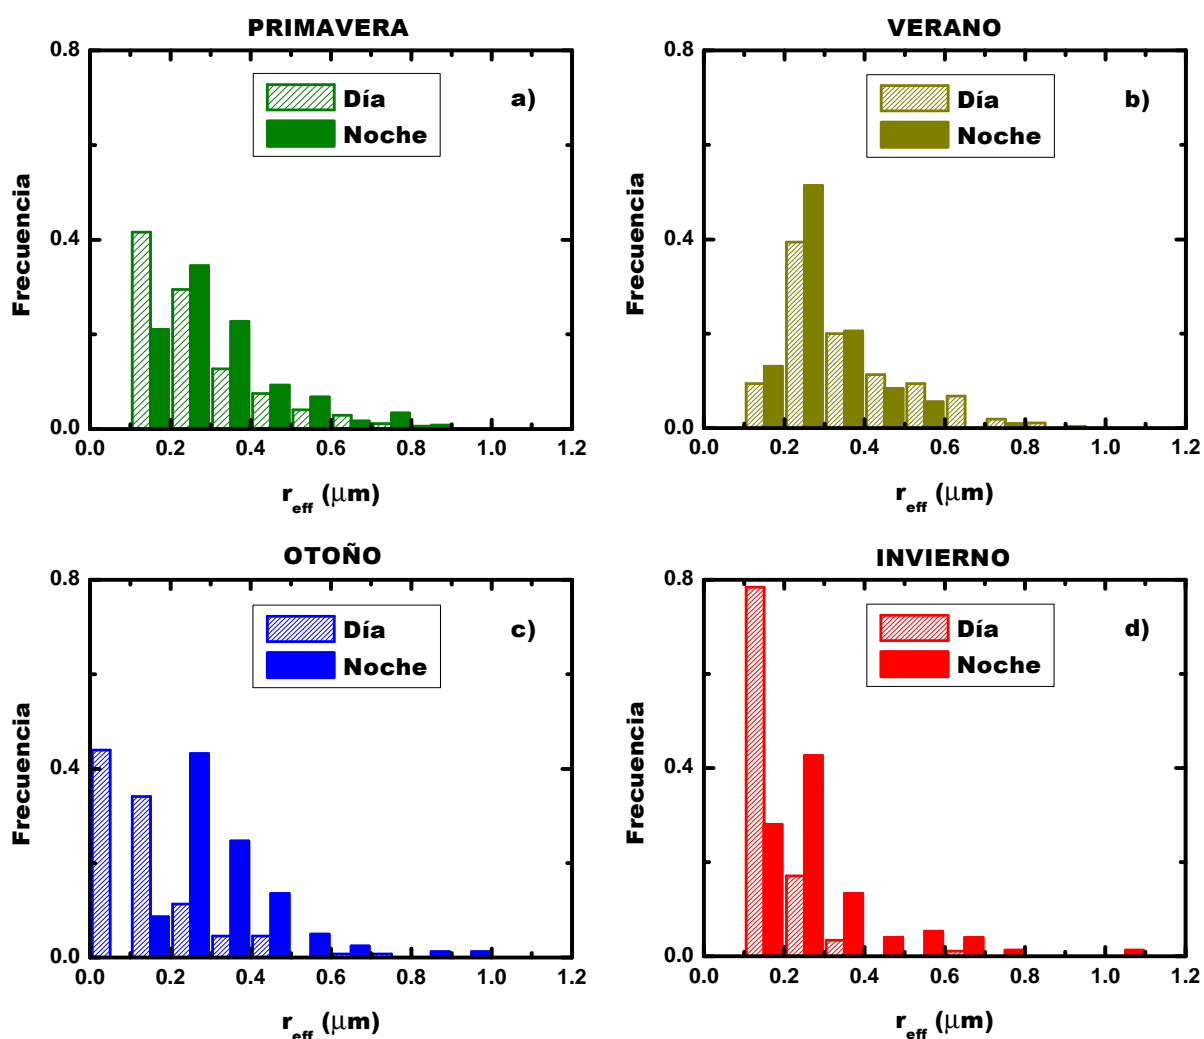 PRIMAVERA
0.8
0.4
0.0
Frecuencia
Día
Noche
a)
0.0 0.2 0.4 0.6 0.8 1.0 1.2
r_eff (μm)
VERANO
0.8
0.4
0.0
Frecuencia
Día
Noche
b)
0.0 0.2 0.4 0.6 0.8 1.0 1.2
r_eff (μm)
OTOÑO
0.8
0.4
0.0
Frecuencia
Día
Noche
c)
0.0 0.2 0.4 0.6 0.8 1.0 1.2
r_eff (μm)
INVIERNO
0.8
0.4
0.0
Frecuencia
Día
Noche
d)
0.0 0.2 0.4 0.6 0.8 1.0 1.2
r_eff (μm)